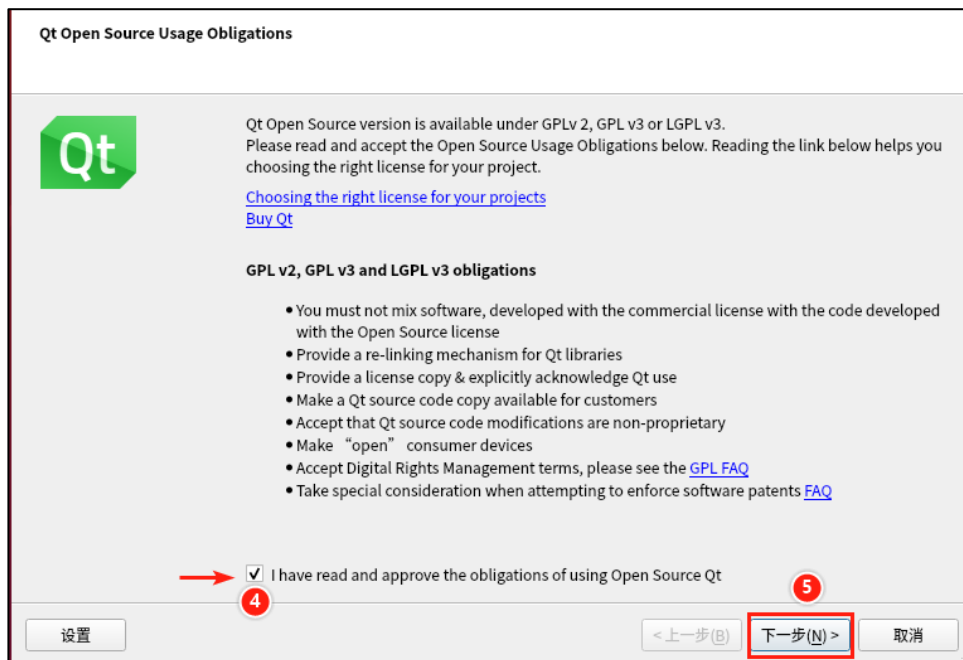 Qt Open Source Usage Obligations
Qt
Qt Open Source version is available under GPLv 2, GPL v3 or LGPL v3.
Please read and accept the Open Source Usage Obligations below. Reading the link below helps you
choosing the right license for your project.
Choosing the right license for your projects
Buy Qt
GPL v2, GPL v3 and LGPL v3 obligations
• You must not mix software, developed with the commercial license with the code developed
with the Open Source license
• Provide a re-linking mechanism for Qt libraries
• Provide a license copy & explicitly acknowledge Qt use
• Make a Qt source code copy available for customers
• Accept that Qt source code modifications are non-proprietary
• Make “open” consumer devices
• Accept Digital Rights Management terms, please see the GPL FAQ
• Take special consideration when attempting to enforce software patents FAQ
I have read and approve the obligations of using Open Source Qt
4
5
设置
< 上一步(B)
下一步(N) >
取消